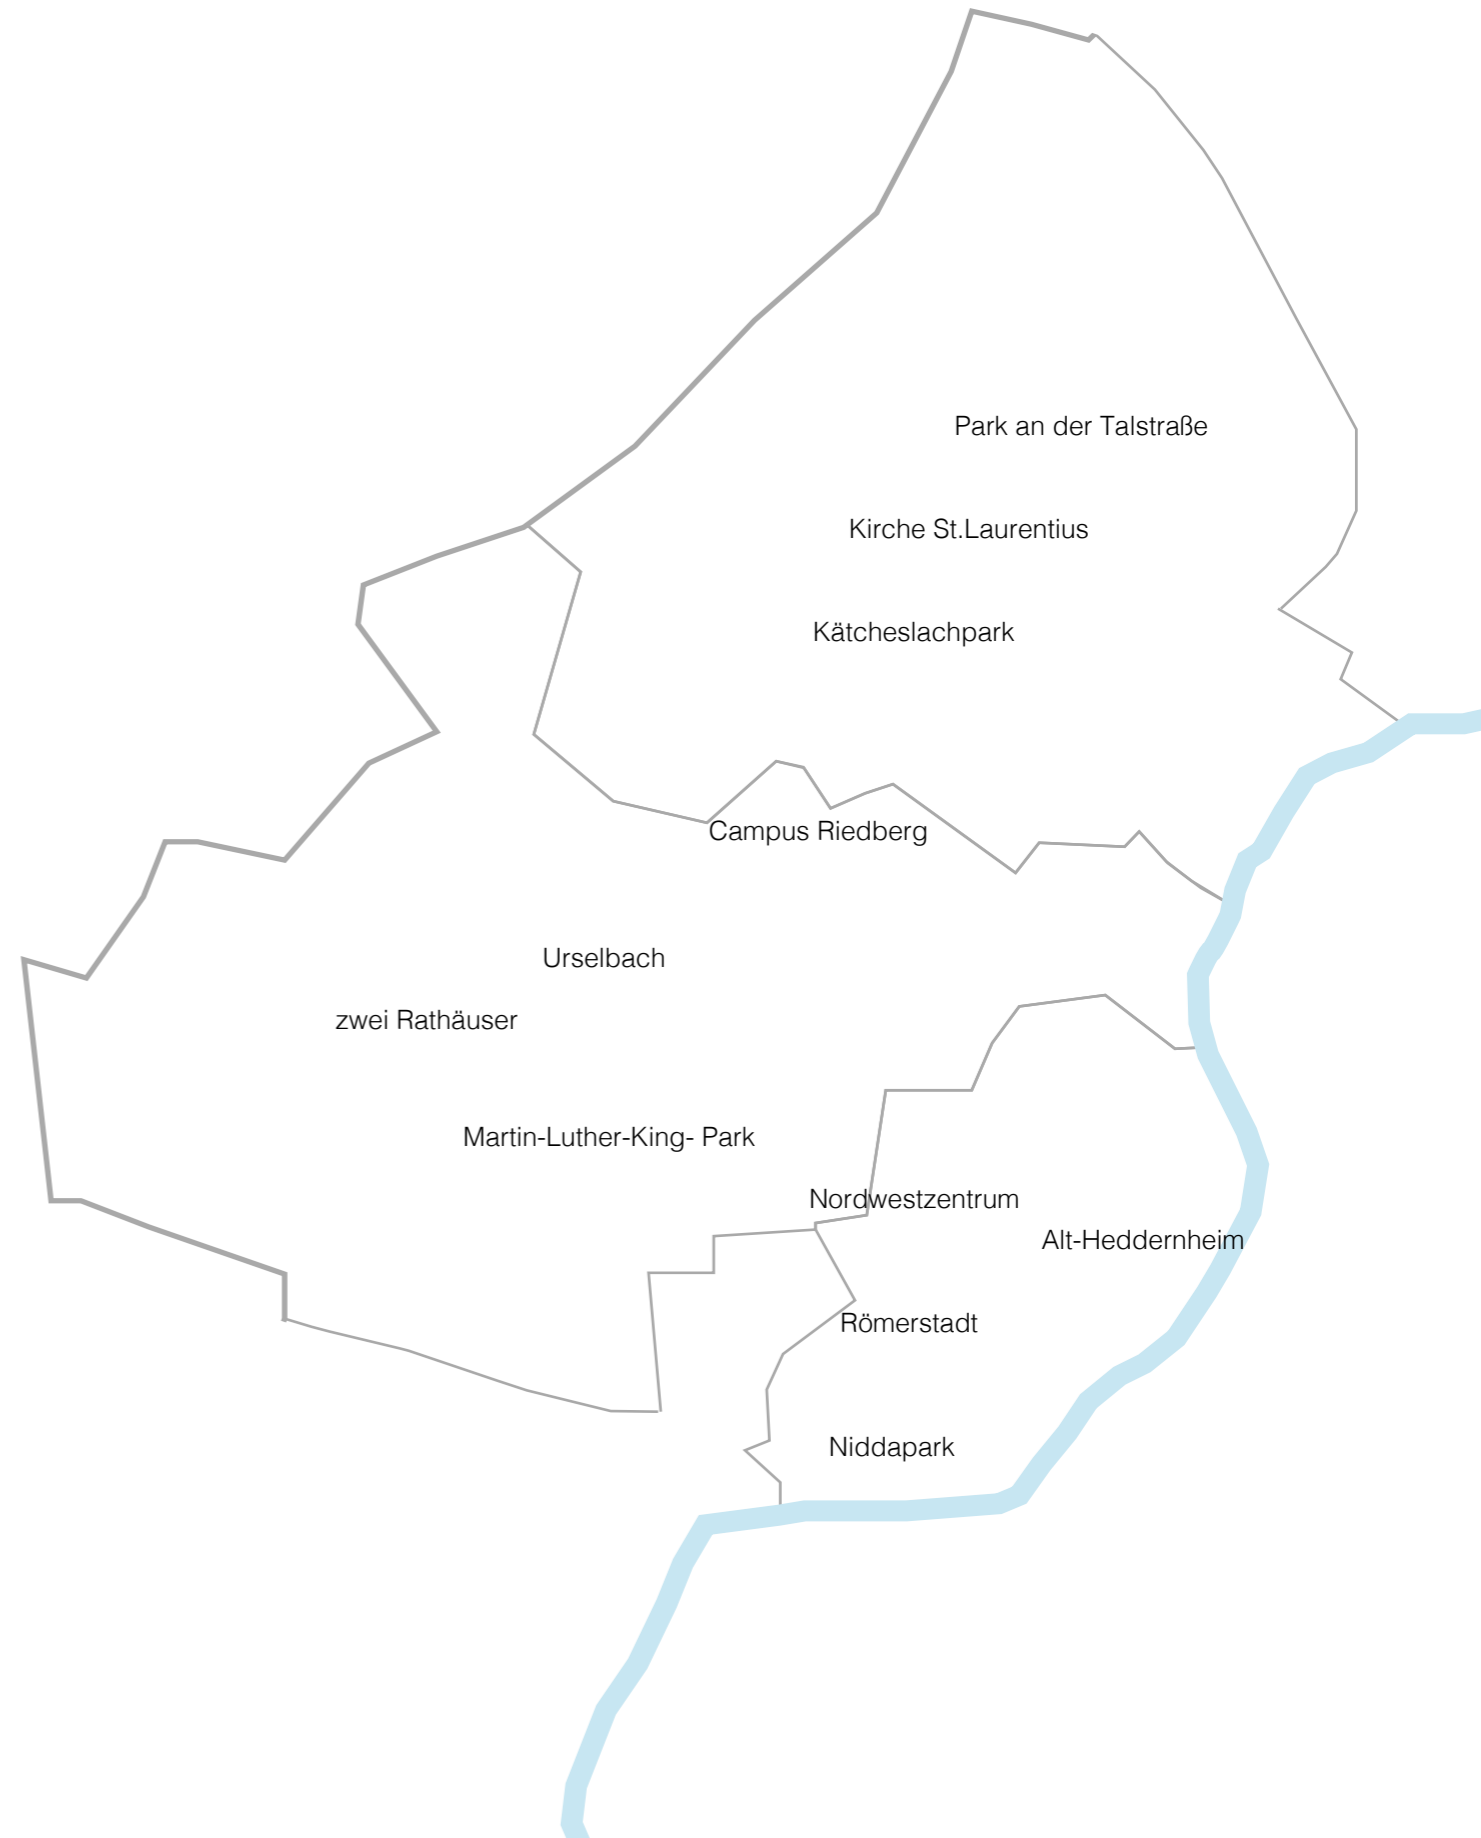 Park an der Talstraße
Kirche St.Laurentius
Kätcheslachpark
Campus Riedberg
Urselbach
zwei Rathäuser
Martin-Luther-King- Park
Nordwestzentrum
Alt-Heddernheim
Römerstadt
Niddapark